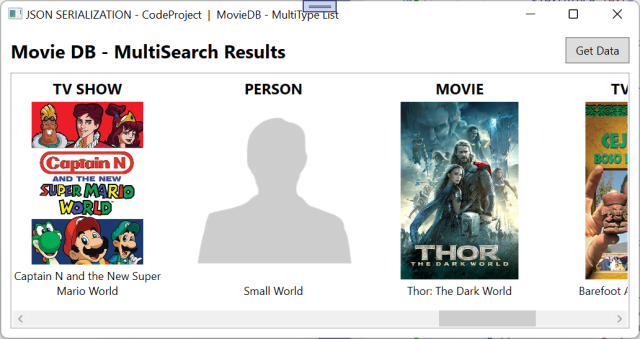 JSON SERIALIZATION - CodeProject | MovieDB - MultiType List
Movie DB - MultiSearch Results
Get Data
TV SHOW
PERSON
MOVIE
TV
Captain N
AND THE NEW
SUPER MARIO
WORLD
THOR
THE DARK WORLD
CEJ
BOSO
Captain N and the New Super
Mario World
Small World
Thor: The Dark World
Barefoot A